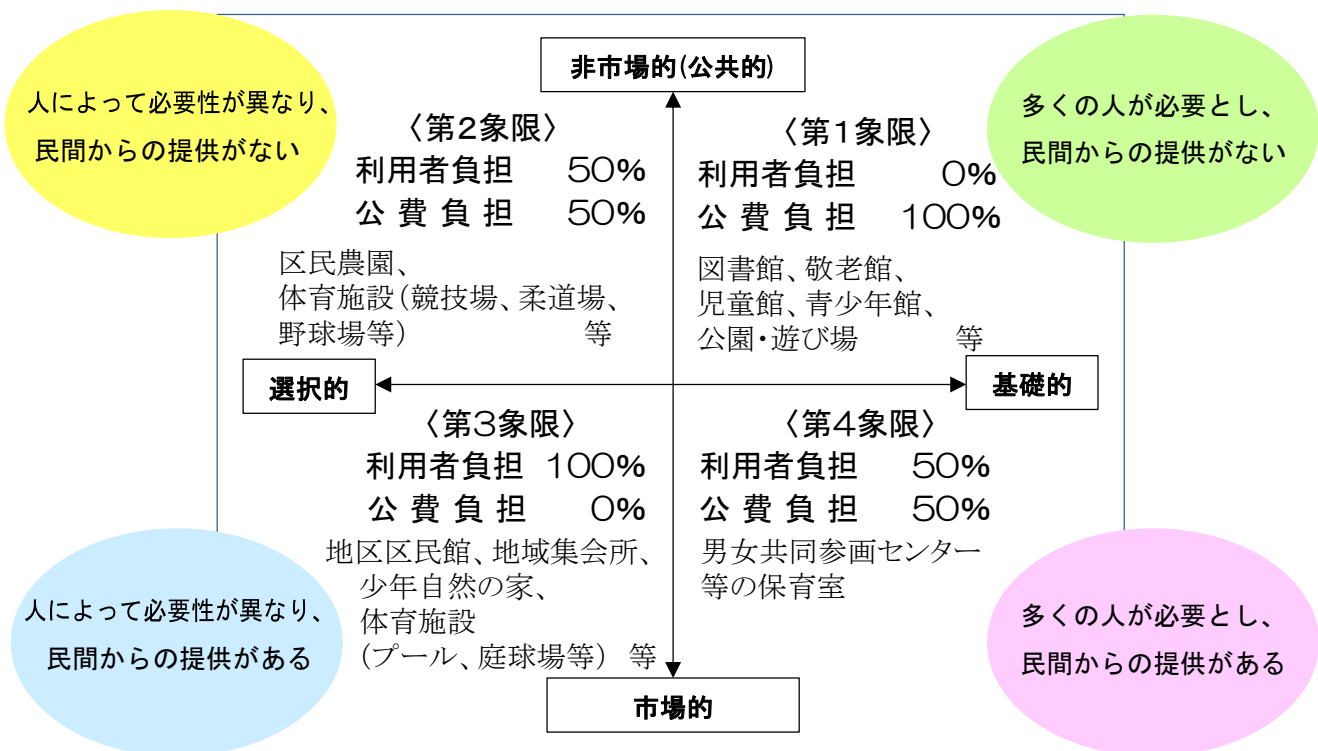 非市場的(公共的)
人によって必要性が異なり、
民間からの提供がない
〈第2象限〉
利用者負担 50%
公費負担 50%
区民農園、
体育施設(競技場、柔道場、
野球場等) 等
〈第1象限〉
利用者負担 0%
公費負担 100%
図書館、敬老館、
児童館、青少年館、
公園・遊び場 等
多くの人が必要とし、
民間からの提供がない
選択的
基礎的
〈第3象限〉
利用者負担 100%
公費負担 0%
地区区民館、地域集会所、
少年自然の家、
体育施設
(プール、庭球場等) 等
人によって必要性が異なり、
民間からの提供がある
〈第4象限〉
利用者負担 50%
公費負担 50%
男女共同参画センター
等の保育室
多くの人が必要とし、
民間からの提供がある
市場的